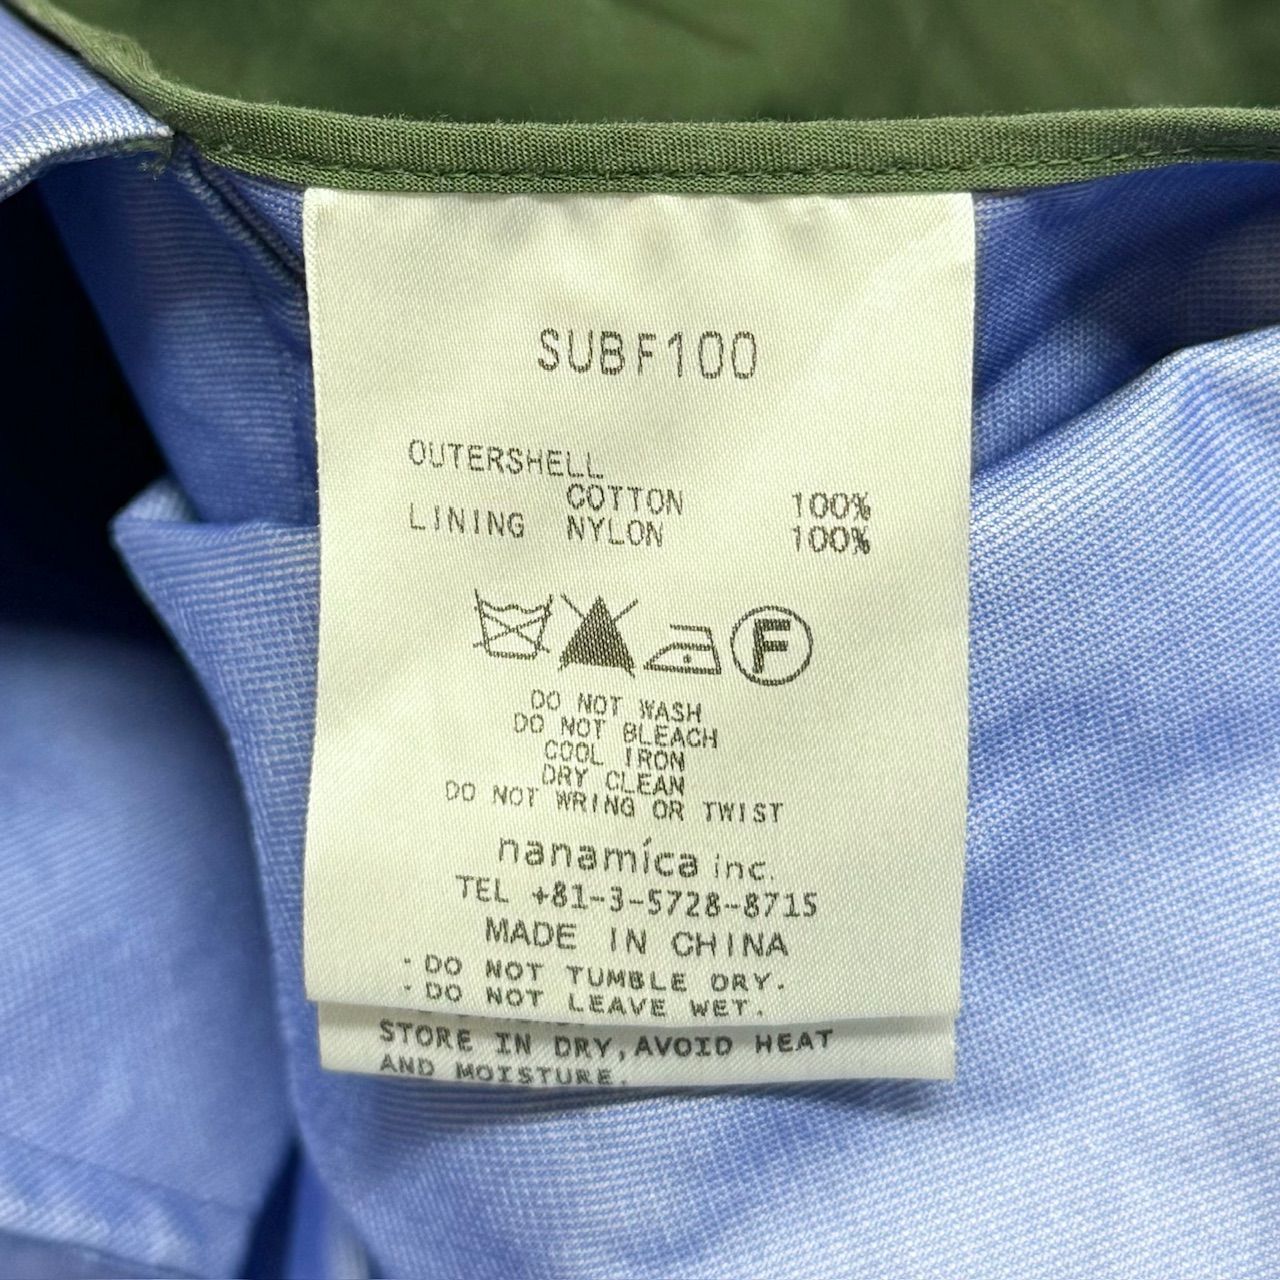 SUBF100
OUTERSHELL
COTTON 100%
LINING NYLON 100%
F
DO NOT WASH
DO NOT BLEACH
COOL IRON
DRY CLEAN
DO NOT WRING OR TWIST
nanamíca inc.
TEL +81-3-5728-8715
MADE IN CHINA
・DO NOT TUMBLE DRY.
・DO NOT LEAVE WET.
STORE IN DRY,AVOID HEAT
AND MOISTURE.